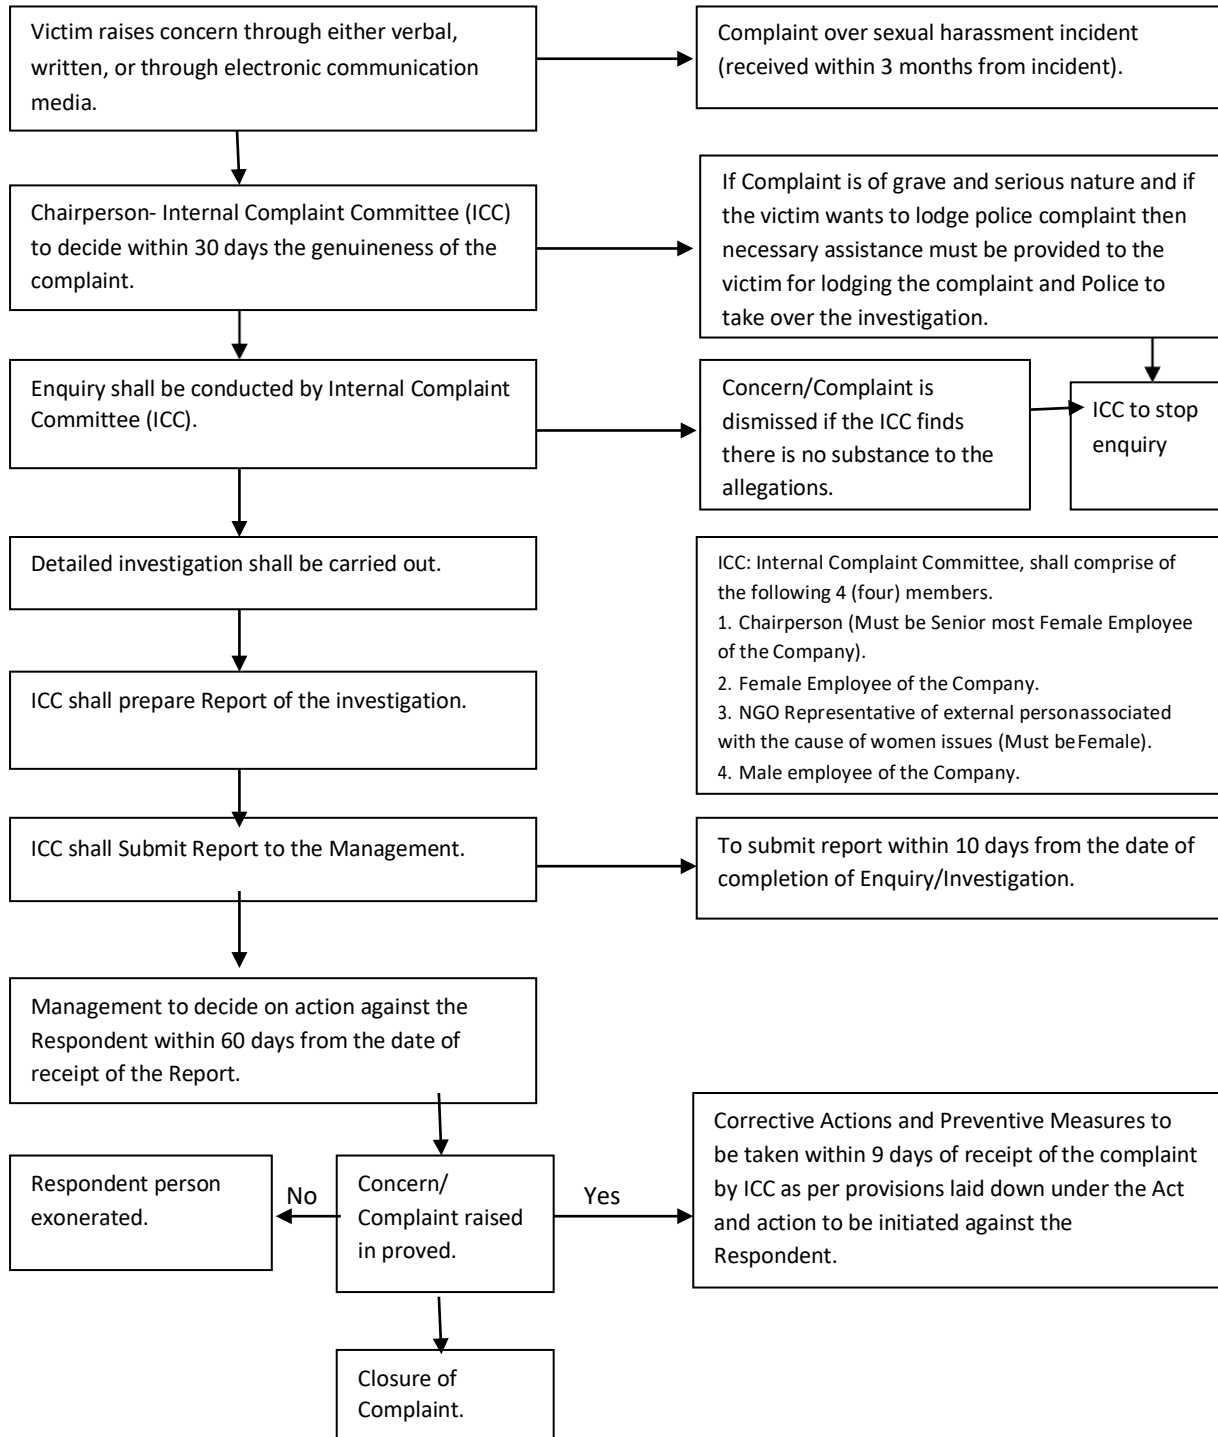 Victim raises concern through either verbal,
written, or through electronic communication
media.
Complaint over sexual harassment incident
(received within 3 months from incident).
Chairperson- Internal Complaint Committee (ICC)
to decide within 30 days the genuineness of the
complaint.
If Complaint is of grave and serious nature and if
the victim wants to lodge police complaint then
necessary assistance must be provided to the
victim for lodging the complaint and Police to
take over the investigation.
Enquiry shall be conducted by Internal Complaint
Committee (ICC).
Concern/Complaint is
dismissed if the ICC finds
there is no substance to the
allegations.
ICC to stop
enquiry
Detailed investigation shall be carried out.
ICC: Internal Complaint Committee, shall comprise of
the following 4 (four) members.
1. Chairperson (Must be Senior most Female Employee
of the Company).
2. Female Employee of the Company.
3. NGO Representative of external personassociated
with the cause of women issues (Must be Female).
4. Male employee of the Company.
ICC shall prepare Report of the investigation.
ICC shall Submit Report to the Management.
To submit report within 10 days from the date of
completion of Enquiry/Investigation.
Management to decide on action against the
Respondent within 60 days from the date of
receipt of the Report.
Respondent person
exonerated.
No
Concern/
Complaint raised
in proved.
Yes
Corrective Actions and Preventive Measures to
be taken within 9 days of receipt of the complaint
by ICC as per provisions laid down under the Act
and action to be initiated against the
Respondent.
Closure of
Complaint.